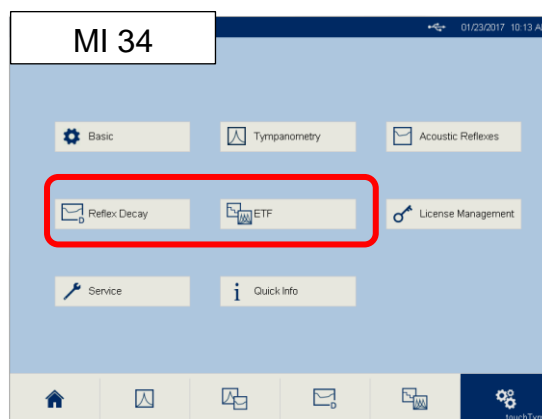 MI 34
01/23/2017 10:13 A
Basic
Tympanometry
Acoustic Reflexes
Reflex Decay
ETF
License Management
Service
Quick Info
touchTym